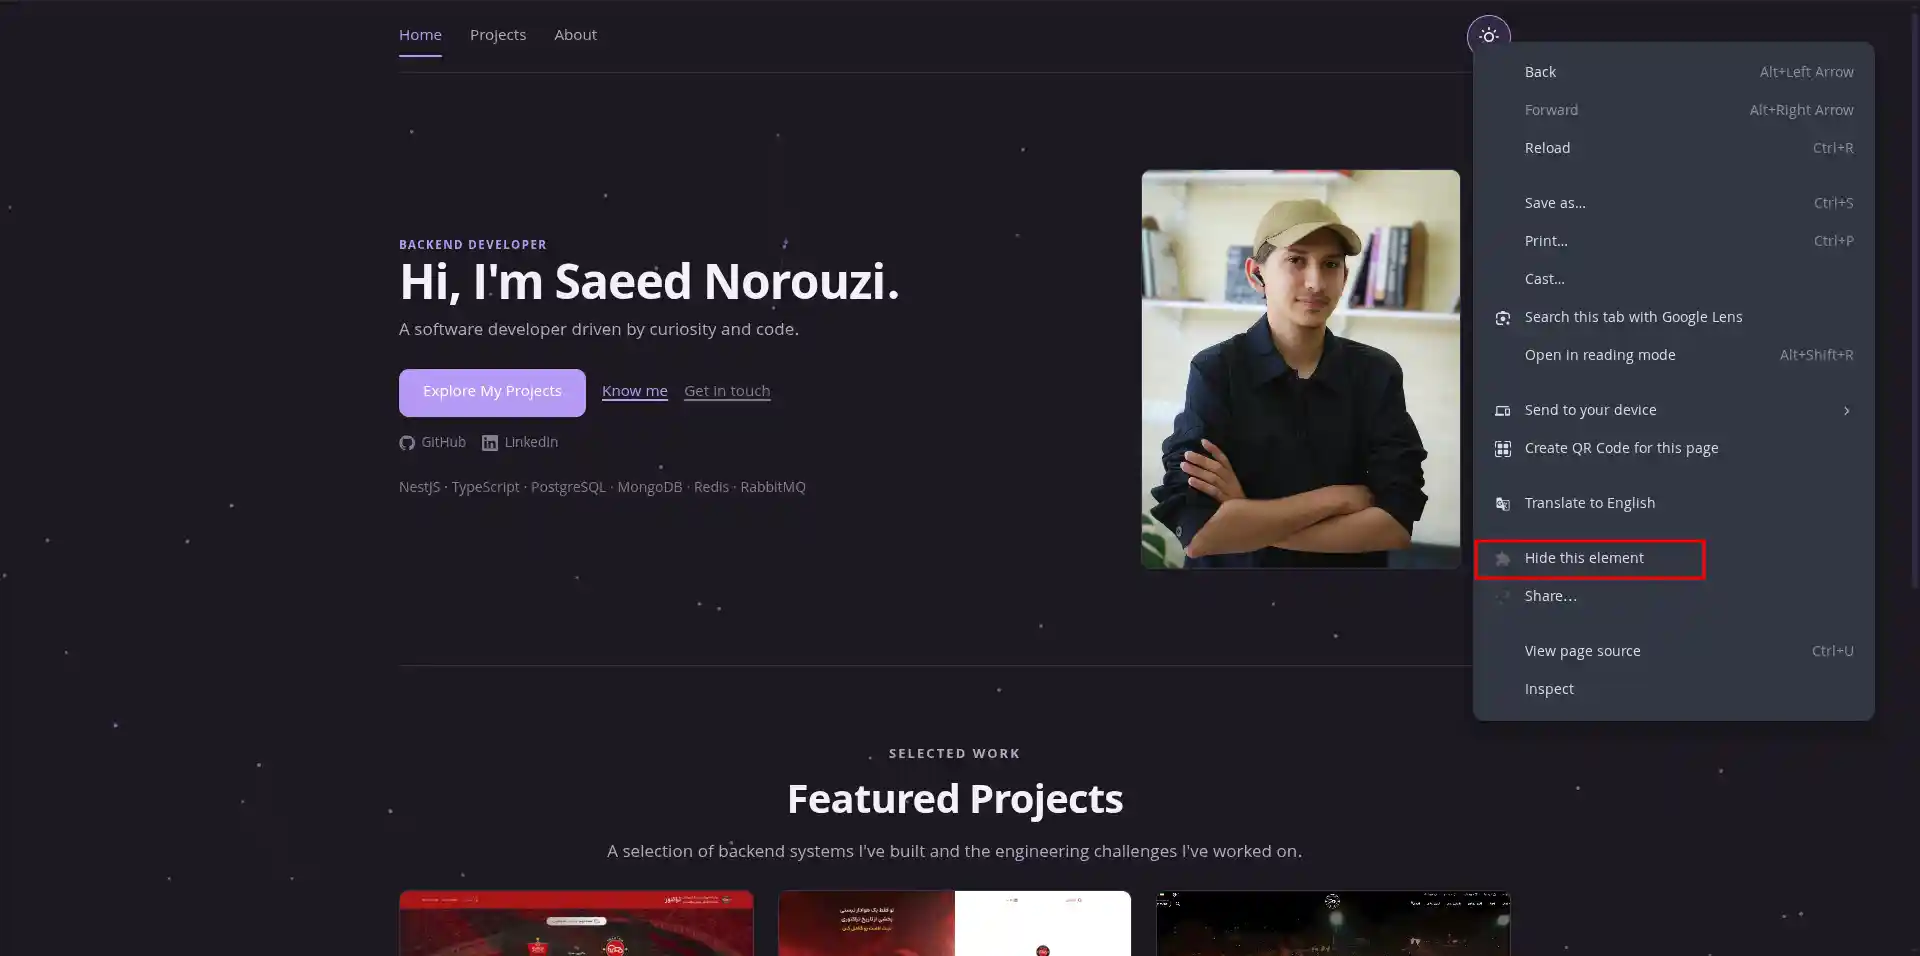 Home Projects About
Back Alt+Left Arrow
Forward Alt+Right Arrow
Reload Ctrl+R
Save as... Ctrl+S
Print... Ctrl+P
Cast...
Search this tab with Google Lens
Open in reading mode Alt+Shift+R
Send to your device
Create QR Code for this page
Translate to English
Hide this element
Share...
View page source Ctrl+U
Inspect
BACKEND DEVELOPER
Hi, I'm Saeed Norouzi.
A software developer driven by curiosity and code.
Explore My Projects Know me Get in touch
GitHub LinkedIn
NestJS · TypeScript · PostgreSQL · MongoDB · Redis · RabbitMQ
SELECTED WORK
Featured Projects
A selection of backend systems I've built and the engineering challenges I've worked on.